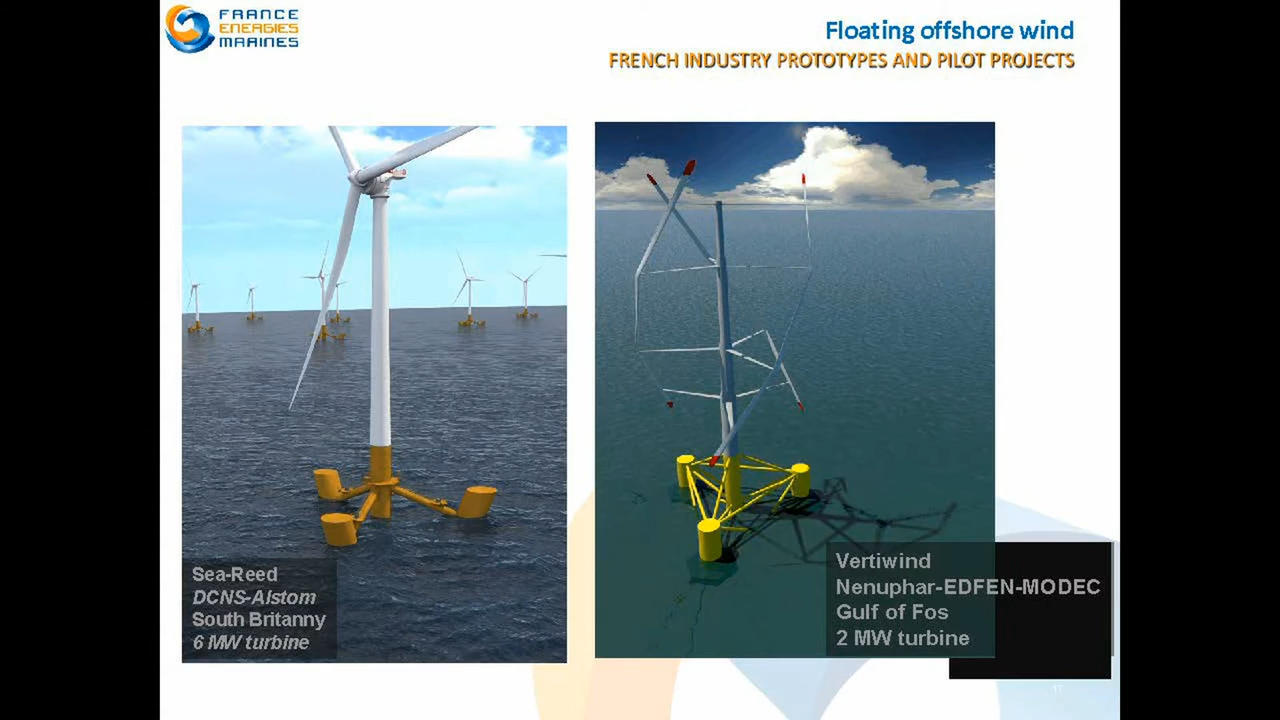 FRANCE
ENERGIES
MARINES
Floating offshore wind
FRENCH INDUSTRY PROTOTYPES AND PILOT PROJECTS
Sea-Reed
DCNS-Alstom
South Britanny
6 MW turbine
Vertiwind
Nenuphar-EDFEN-MODEC
Gulf of Fos
2 MW turbine
17